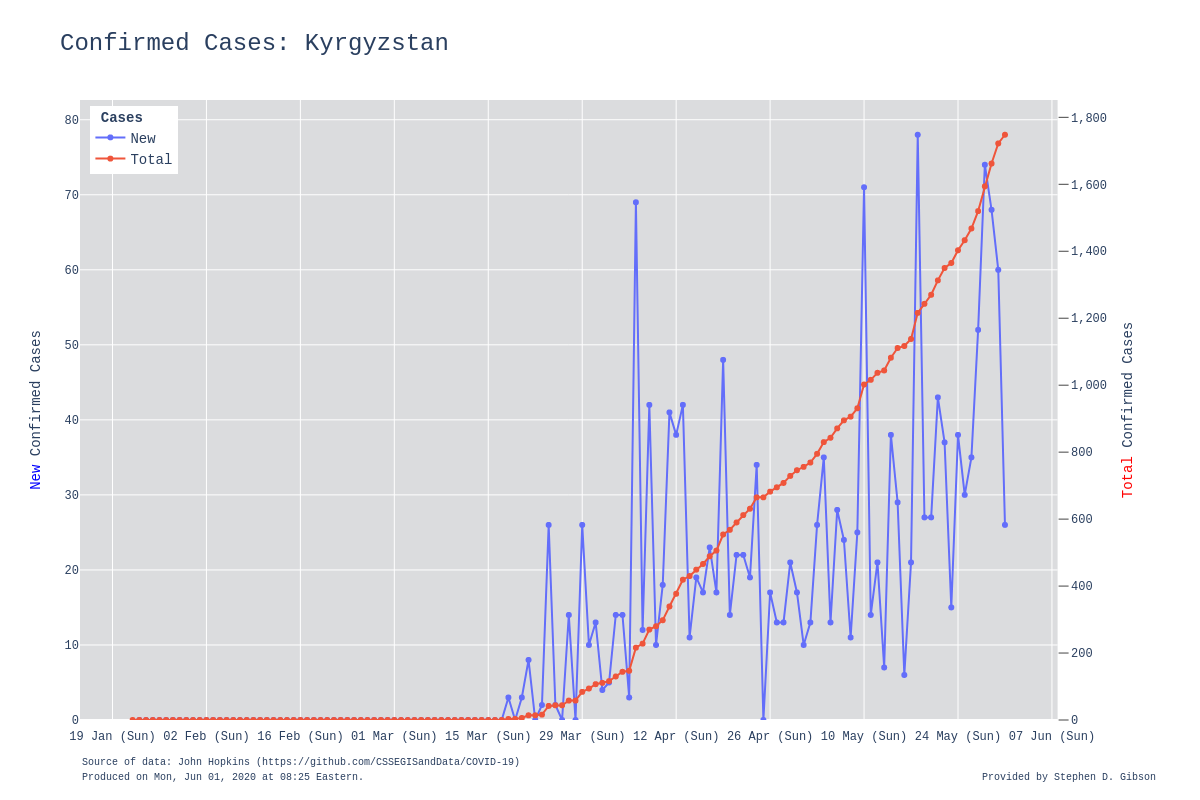 Confirmed Cases: Kyrgyzstan
Cases
New
Total
80
70
60
50
40
30
20
10
0
New Confirmed Cases
1,800
1,600
1,400
1,200
1,000
800
600
400
200
0
Total Confirmed Cases
19 Jan (Sun) 02 Feb (Sun) 16 Feb (Sun) 01 Mar (Sun) 15 Mar (Sun) 29 Mar (Sun) 12 Apr (Sun) 26 Apr (Sun) 10 May (Sun) 24 May (Sun) 07 Jun (Sun)
Source of data: John Hopkins (https://github.com/CSSEGISandData/COVID-19)
Produced on Mon, Jun 01, 2020 at 08:25 Eastern.
Provided by Stephen D. Gibson